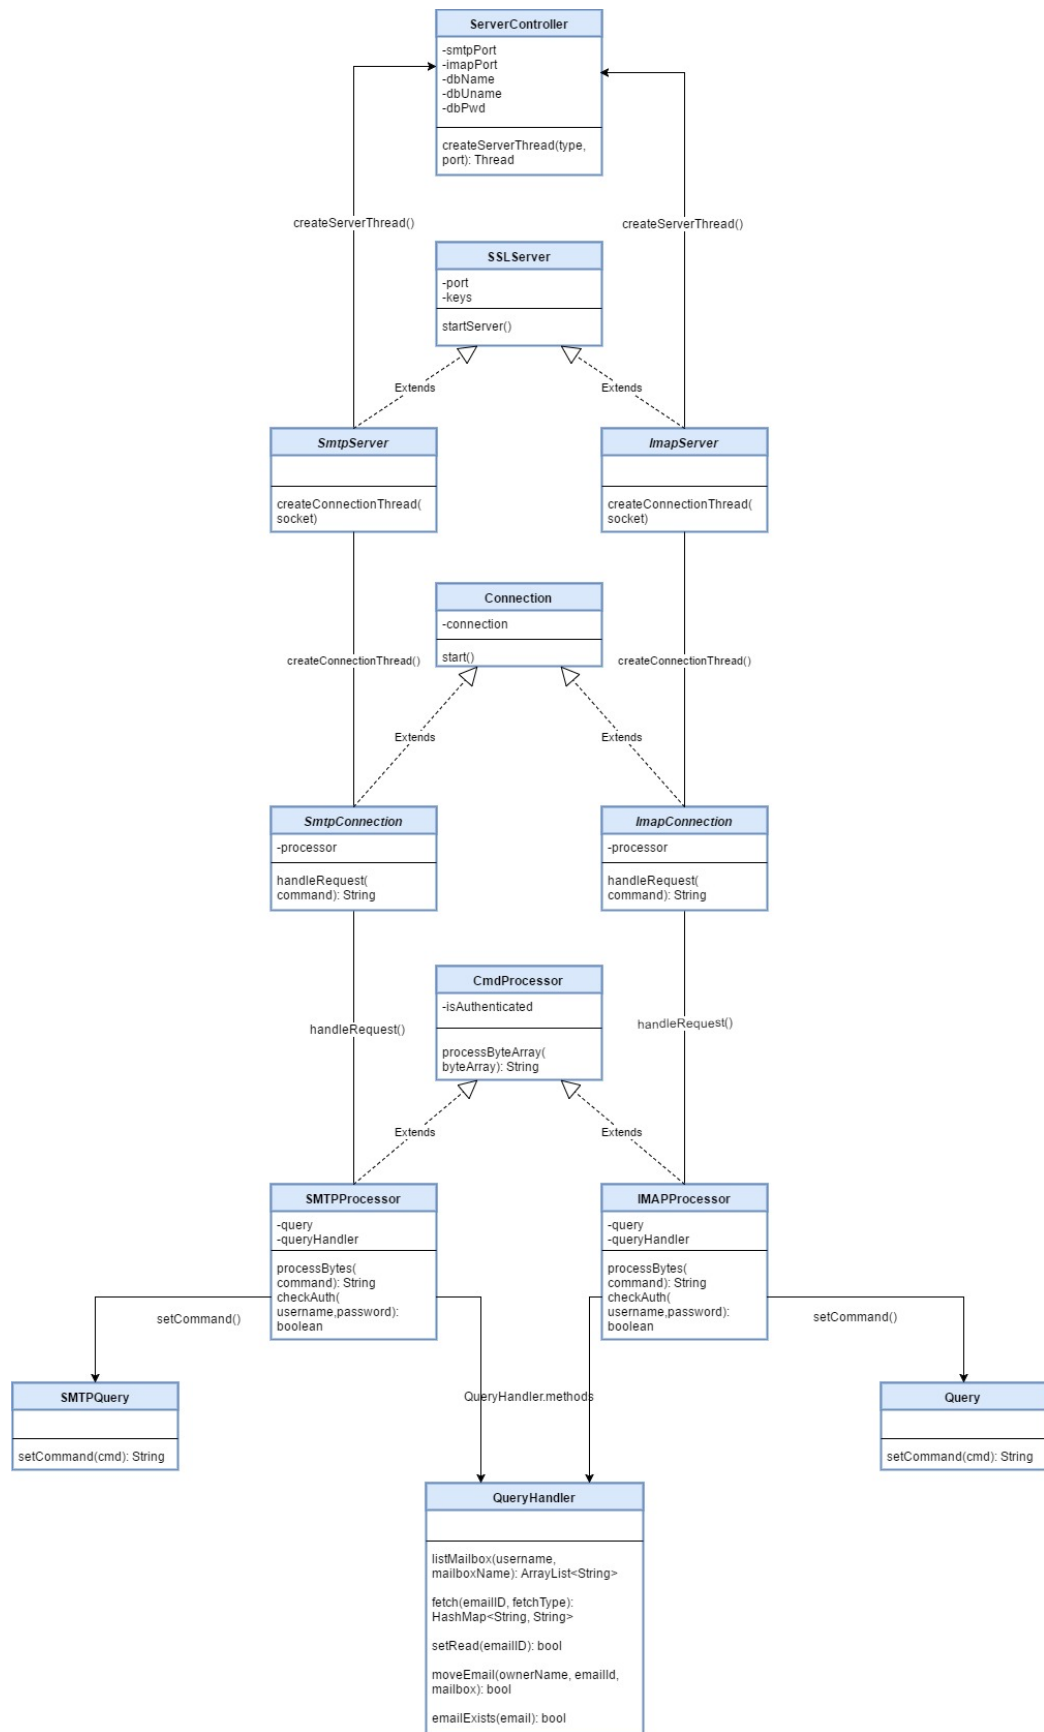 ServerController
-smtpPort
-imapPort
-dbName
-dbUname
-dbPwd
createServerThread(type,
port): Thread
createServerThread()
createServerThread()
SSLServer
-port
-keys
startServer()
Extends
Extends
SmtpServer
createConnectionThread(
socket)
ImapServer
createConnectionThread(
socket)
Connection
-connection
start()
createConnectionThread()
createConnectionThread()
Extends
Extends
SmtpConnection
-processor
handleRequest(
command): String
ImapConnection
-processor
handleRequest(
command): String
CmdProcessor
-isAuthenticated
processByteArray(
byteArray): String
handleRequest()
handleRequest()
Extends
Extends
SMTPProcessor
-query
-queryHandler
processBytes(
command): String
checkAuth(
username,password):
boolean
IMAPProcessor
-query
-queryHandler
processBytes(
command): String
checkAuth(
username,password):
boolean
setCommand()
setCommand()
SMTPQuery
setCommand(cmd): String
QueryHandler.methods
Query
setCommand(cmd): String
QueryHandler
listMailbox(username,
mailboxName): ArrayList<String>
fetch(emailID, fetchType):
HashMap<String, String>
setRead(emailID): bool
moveEmail(ownerName, emailId,
mailbox): bool
emailExists(email): bool